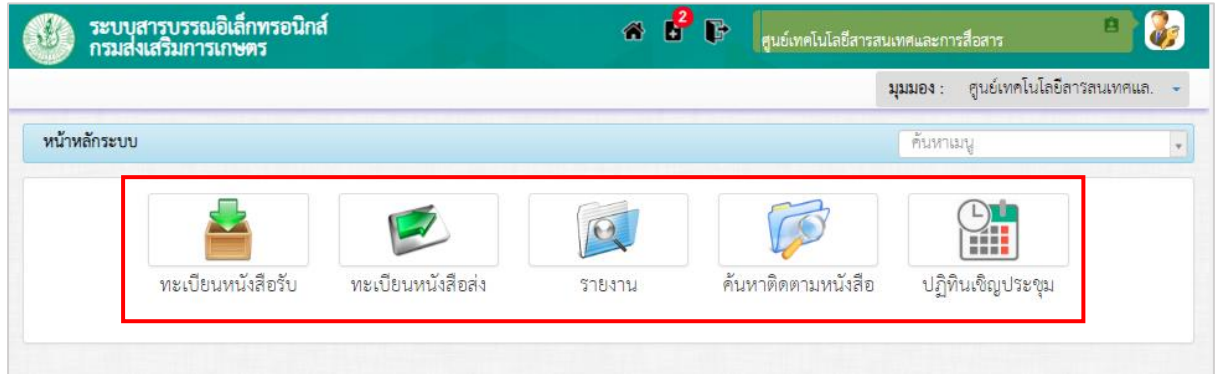 ระบบสารบรรณอิเล็กทรอนิกส์
กรมส่งเสริมการเกษตร
2
ศูนย์เทคโนโลยีสารสนเทศและการสื่อสาร
มุมมอง : ศูนย์เทคโนโลยีสารสนเทศแล.
หน้าหลักระบบ
ค้นหาเมนู
ทะเบียนหนังสือรับ
ทะเบียนหนังสือส่ง
รายงาน
ค้นหาติดตามหนังสือ
ปฏิทินเชิญประชุม